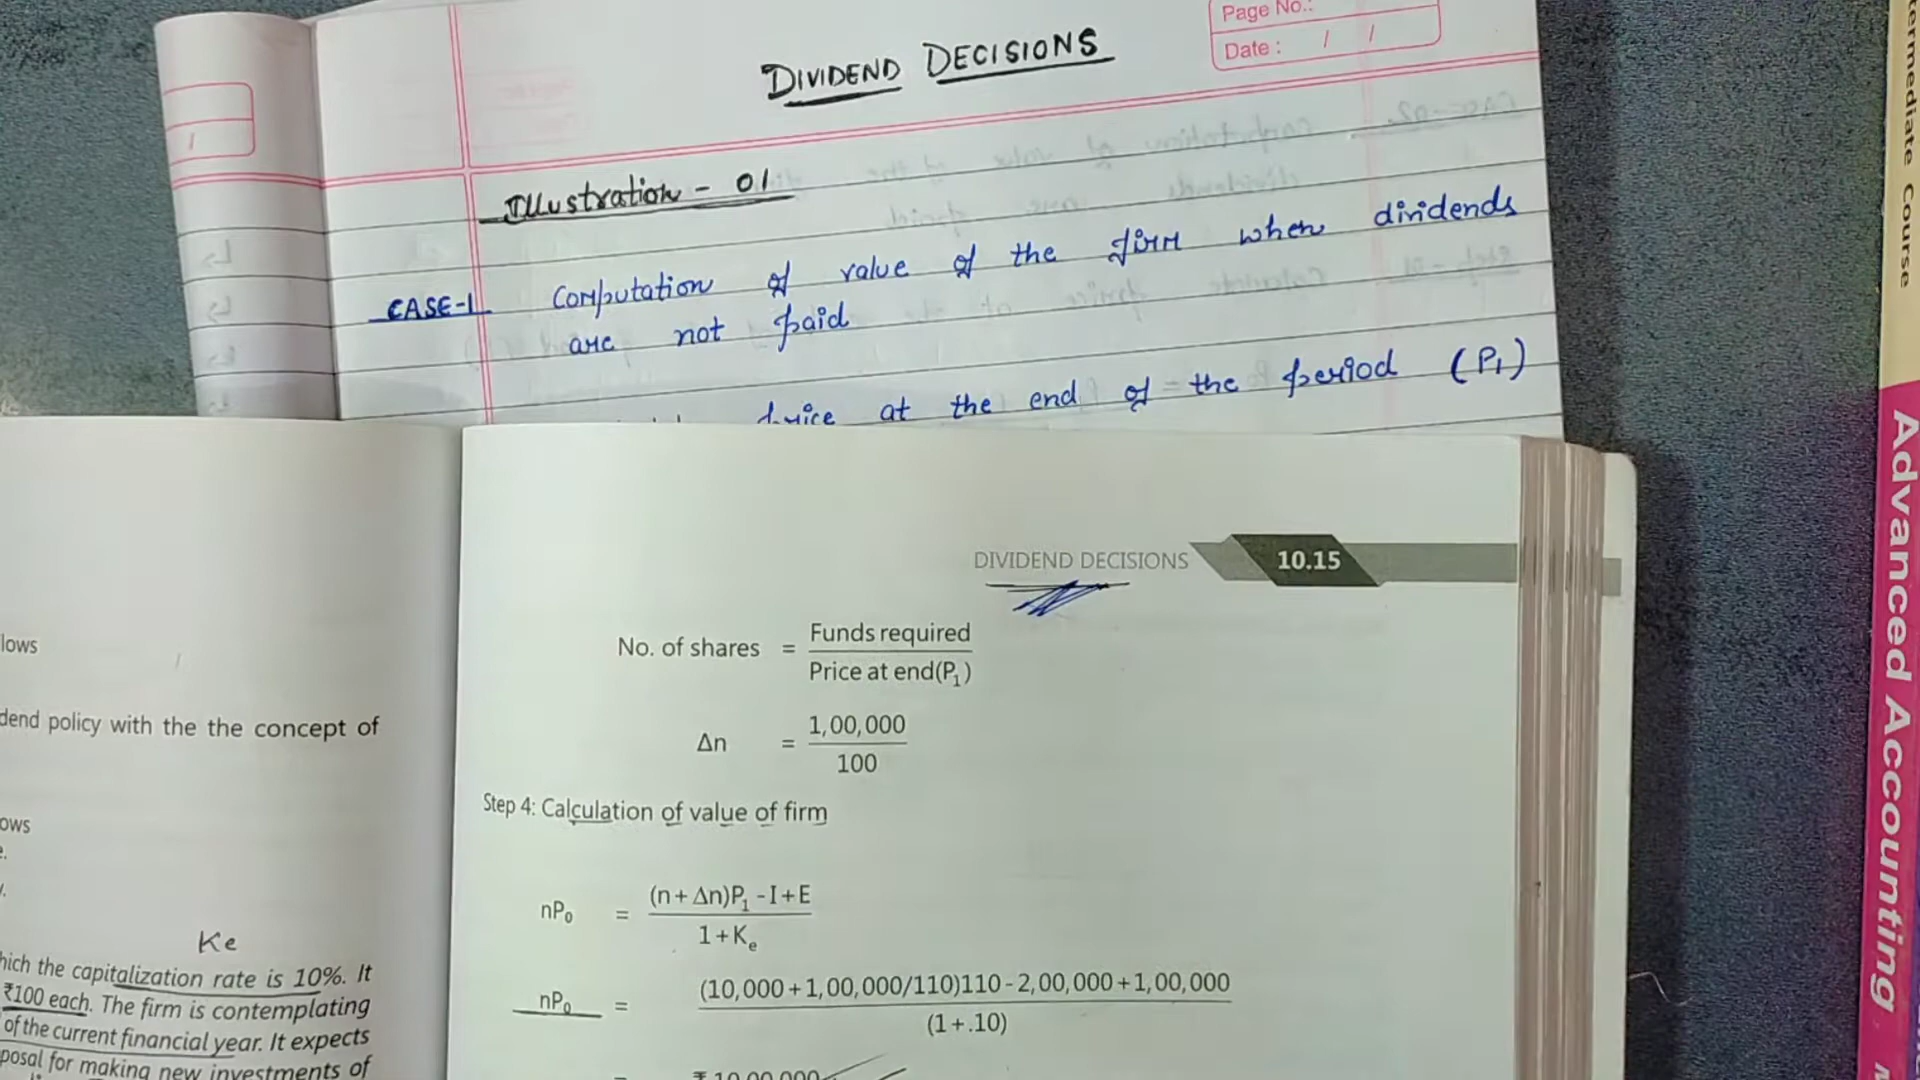 Page No.:
Date : / /
DIVIDEND DECISIONS
Illustration - 01
CASE-1 Computation of value of the firm when dividends
are not paid
price at the end of the period (P1)
DIVIDEND DECISIONS 10.15
No. of shares = Funds required / Price at end(P₁)
Δn = 1,00,000 / 100
Step 4: Calculation of value of firm
nP₀ = (n + Δn)P₁ - I + E / 1 + Kₑ
nP₀ = (10,000 + 1,00,000/110)110 - 2,00,000 + 1,00,000 / (1 + .10)
= ₹ 10,00,000
lows
dend policy with the the concept of
ows
Ke
hich the capitalization rate is 10%. It
₹100 each. The firm is contemplating
of the current financial year. It expects
posal for making new investments of
termediate Course
Advanced Accounting